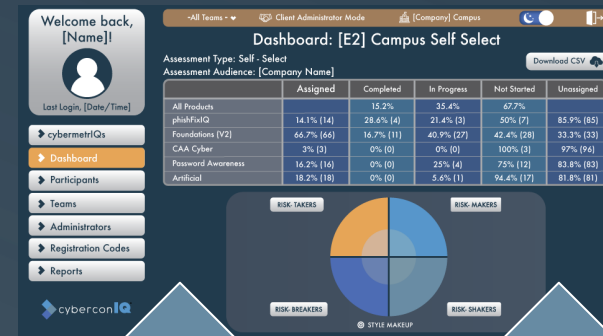 Welcome back,
[Name]!
Last Login, [Date/Time]
cybermetrIQs
Dashboard
Participants
Teams
Administrators
Registration Codes
Reports
cyberconIQ
-All Teams -
Client Administrator Mode
[Company] Campus
Dashboard: [E2] Campus Self Select
Assessment Type: Self - Select
Assessment Audience: [Company Name]
Download CSV
Assigned Completed In Progress Not Started Unassigned
All Products 15.2% 35.4% 67.7%
phishFixIQ 14.1% (14) 28.6% (4) 21.4% (3) 50% (7) 85.9% (85)
Foundations (V2) 66.7% (66) 16.7% (11) 40.9% (27) 42.4% (28) 33.3% (33)
CAA Cyber 3% (3) 0% (0) 0% (0) 100% (3) 97% (96)
Password Awareness 16.2% (16) 0% (0) 25% (4) 75% (12) 83.8% (83)
Artificial 18.2% (18) 0% (0) 5.6% (1) 94.4% (17) 81.8% (81)
RISK- TAKERS
RISK- MAKERS
RISK- BREAKERS
RISK- SHAKERS
STYLE MAKEUP